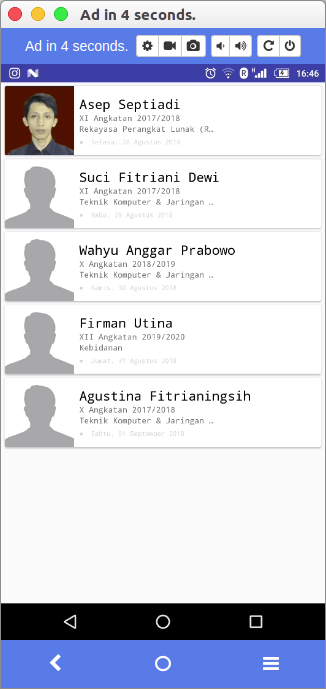 Ad in 4 seconds.
Ad in 4 seconds.
16:46
Asep Septiadi
XI Angkatan 2017/2018
Rekayasa Perangkat Lunak (R…
Selasa, 28 Agustus 2018
Suci Fitriani Dewi
XI Angkatan 2017/2018
Teknik Komputer & Jaringan …
Rabu, 29 Agustus 2018
Wahyu Anggar Prabowo
X Angkatan 2018/2019
Teknik Komputer & Jaringan …
Kamis, 30 Agustus 2018
Firman Utina
XII Angkatan 2019/2020
Kebidanan
Jumat, 31 Agustus 2018
Agustina Fitrianingsih
X Angkatan 2017/2018
Teknik Komputer & Jaringan …
Sabtu, 01 September 2018